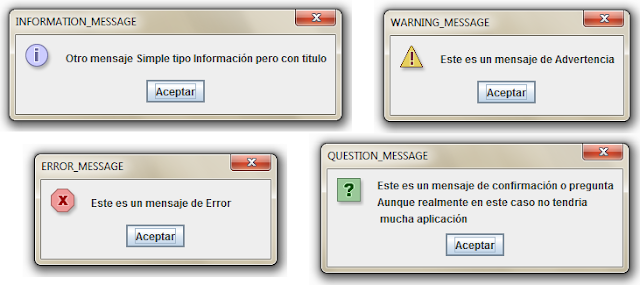 INFORMATION_MESSAGE
Otro mensaje Simple tipo Información pero con titulo
Aceptar
WARNING_MESSAGE
Este es un mensaje de Advertencia
Aceptar
ERROR_MESSAGE
Este es un mensaje de Error
Aceptar
QUESTION_MESSAGE
Este es un mensaje de confirmación o pregunta
Aunque realmente en este caso no tendria
mucha aplicación
Aceptar